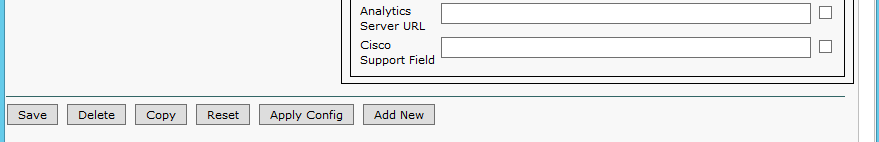 Analytics
Server URL
Cisco
Support Field
Save Delete Copy Reset Apply Config Add New